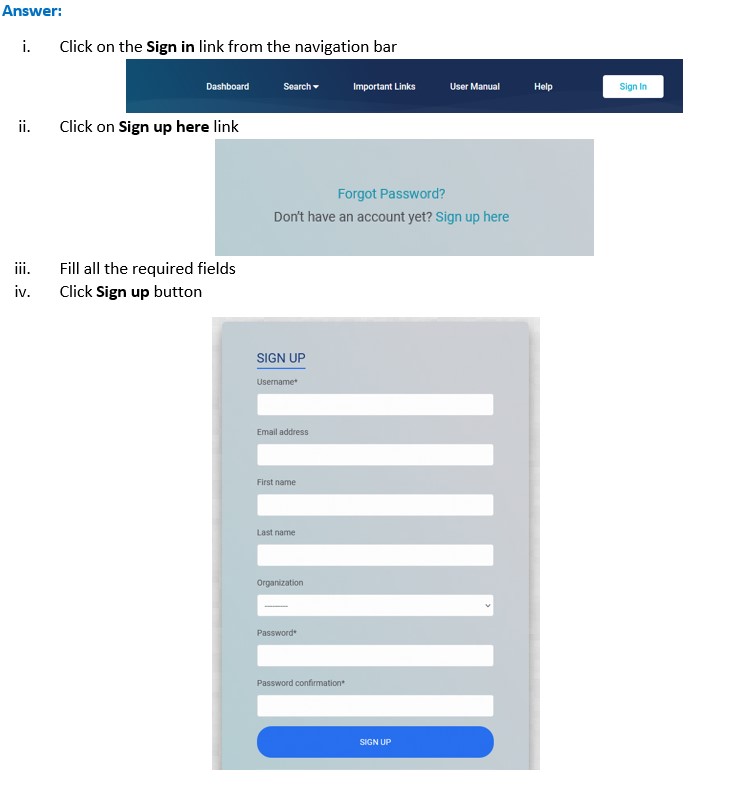 Answer:
i. Click on the Sign in link from the navigation bar
Dashboard Search Important Links User Manual Help Sign In
ii. Click on Sign up here link
Forgot Password?
Don't have an account yet? Sign up here
iii. Fill all the required fields
iv. Click Sign up button
SIGN UP
Username*
Email address
First name
Last name
Organization
---------
Password*
Password confirmation*
SIGN UP